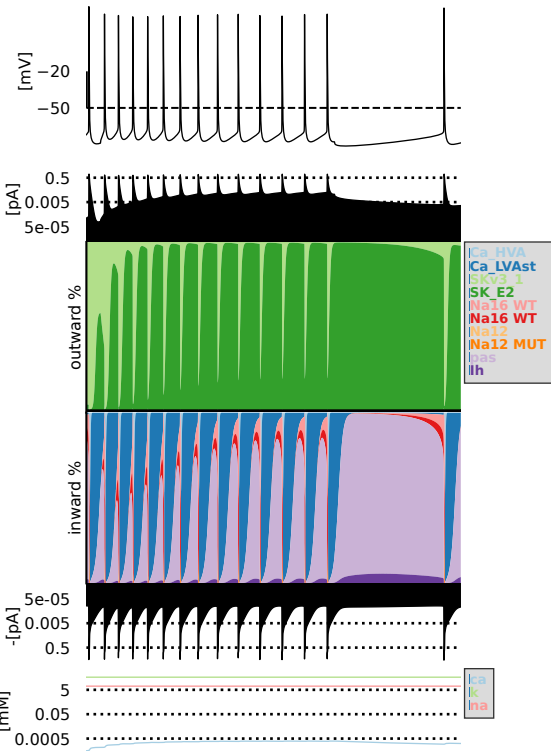 [mV]
−20
−50
[pA]
0.5
0.005
5e-05
outward %
Ca_HVA
Ca_LVAst
SKv3_1
SK_E2
Na16 WT
Na16 WT
Na12
Na12 MUT
pas
Ih
inward %
-[pA]
5e-05
0.005
0.5
[mM]
5
0.05
0.0005
ca
k
na